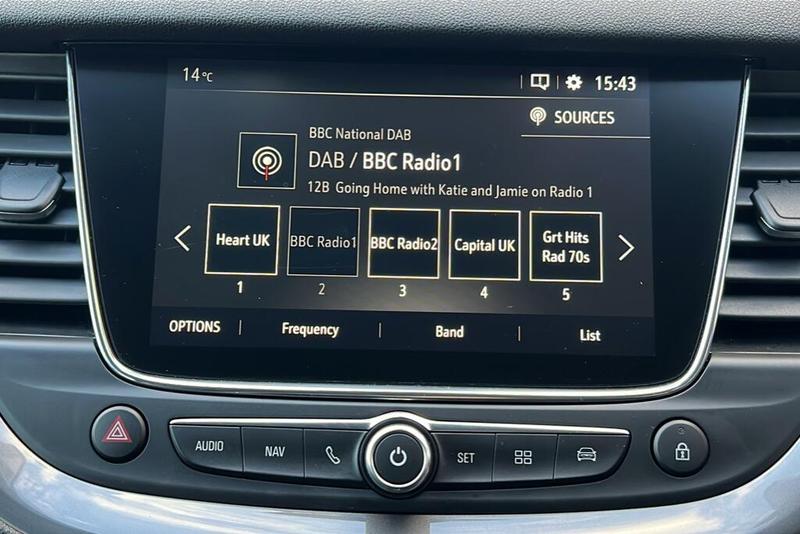 14°C
15:43
SOURCES
BBC National DAB
DAB / BBC Radio1
12B Going Home with Katie and Jamie on Radio 1
Heart UK
BBC Radio1
BBC Radio2
Capital UK
Grt Hits
Rad 70s
1 2 3 4 5
OPTIONS Frequency Band List
AUDIO NAV SET